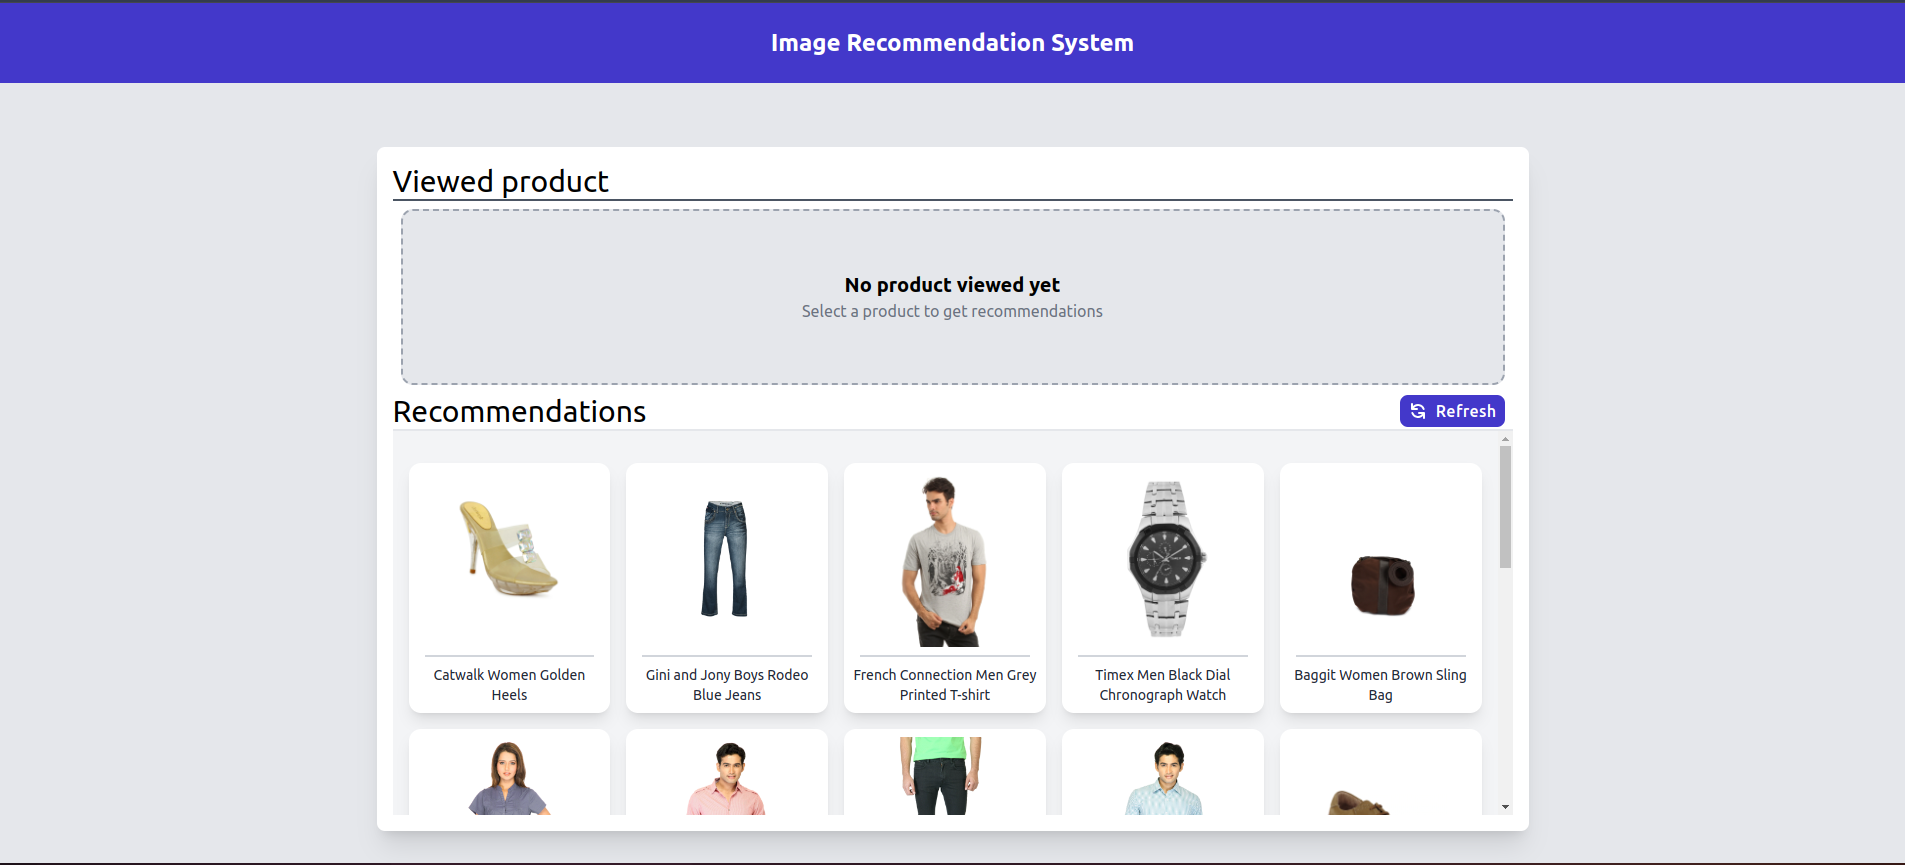 Image Recommendation System
Viewed product
No product viewed yet
Select a product to get recommendations
Recommendations
Refresh
Catwalk Women Golden
Heels
Gini and Jony Boys Rodeo
Blue Jeans
French Connection Men Grey
Printed T-shirt
Timex Men Black Dial
Chronograph Watch
Baggit Women Brown Sling
Bag